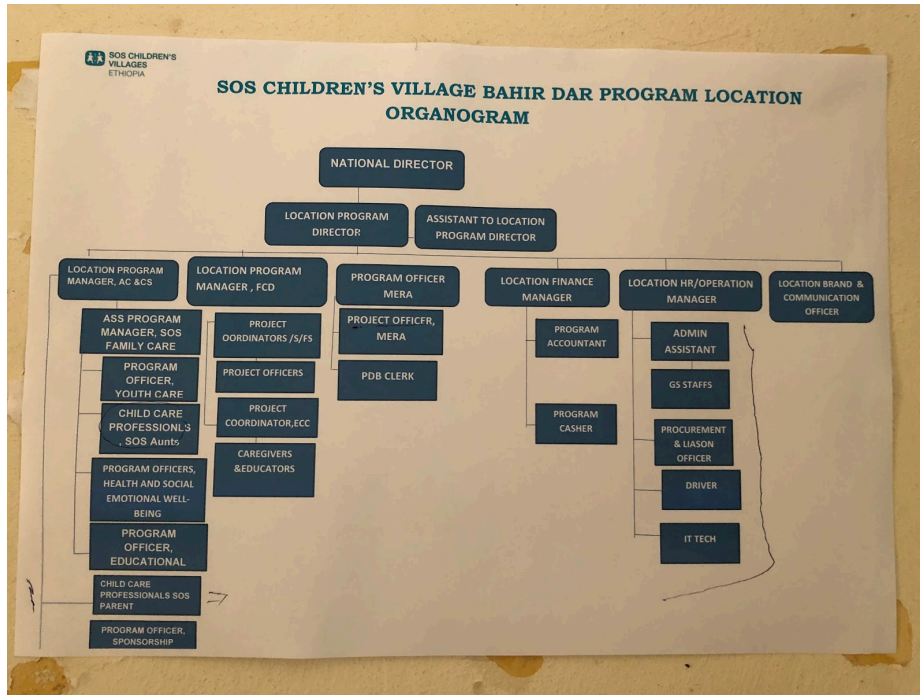 SOS CHILDREN'S
VILLAGES
ETHIOPIA
SOS CHILDREN'S VILLAGE BAHIR DAR PROGRAM LOCATION
ORGANOGRAM
NATIONAL DIRECTOR
LOCATION PROGRAM
DIRECTOR
ASSISTANT TO LOCATION
PROGRAM DIRECTOR
LOCATION PROGRAM
MANAGER, AC &CS
LOCATION PROGRAM
MANAGER , FCD
PROGRAM OFFICER
MERA
LOCATION FINANCE
MANAGER
LOCATION HR/OPERATION
MANAGER
LOCATION BRAND &
COMMUNICATION
OFFICER
ASS PROGRAM
MANAGER, SOS
FAMILY CARE
PROGRAM
OFFICER,
YOUTH CARE
CHILD CARE
PROFESSIONLS
, SOS Aunts
PROGRAM OFFICERS,
HEALTH AND SOCIAL
EMOTIONAL WELL-
BEING
PROGRAM
OFFICER,
EDUCATIONAL
CHILD CARE
PROFESSIONALS SOS
PARENT
PROGRAM OFFICER,
SPONSORSHIP
PROJECT
OORDINATORS /S/FS
PROJECT OFFICERS
PROJECT
COORDINATOR,ECC
CAREGIVERS
&EDUCATORS
PROJECT OFFICER,
MERA
PDB CLERK
PROGRAM
ACCOUNTANT
PROGRAM
CASHER
ADMIN
ASSISTANT
GS STAFFS
PROCUREMENT
& LIASON
OFFICER
DRIVER
IT TECH